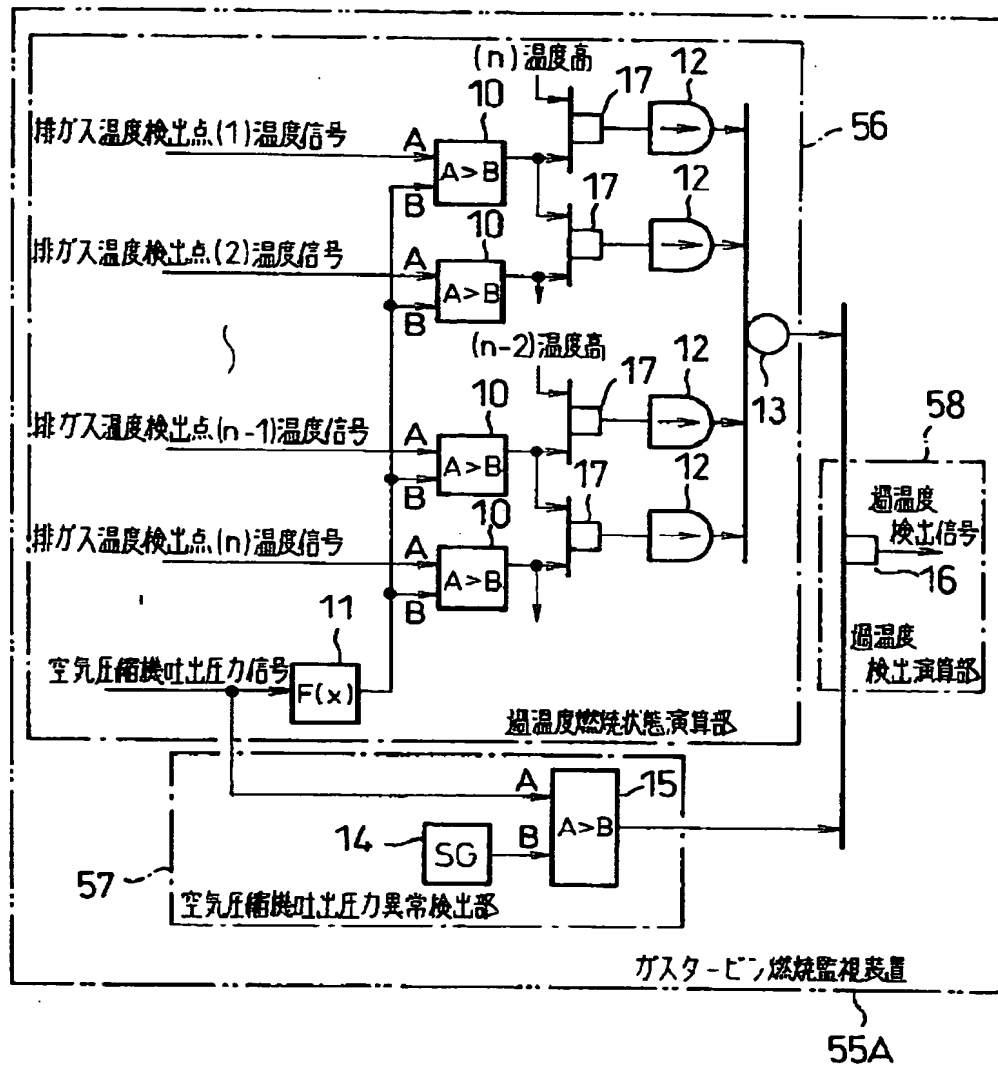 (n)温度高
17
12
10
56
排ガス温度検出点(1)温度信号
A
A>B
B
17
12
10
排ガス温度検出点(2)温度信号
A
A>B
B
(n-2)温度高
17
12
13
10
58
排ガス温度検出点(n-1)温度信号
A
A>B
B
17
12
10
過温度
検出信号
排ガス温度検出点(n)温度信号
A
A>B
B
16
11
過温度
検出演算部
空気圧縮機吐出圧力信号
F(x)
過温度燃焼状態演算部
A
15
A>B
14
SG
B
57
空気圧縮機吐出圧力異常検出部
ガスタービン燃焼監視装置
55A